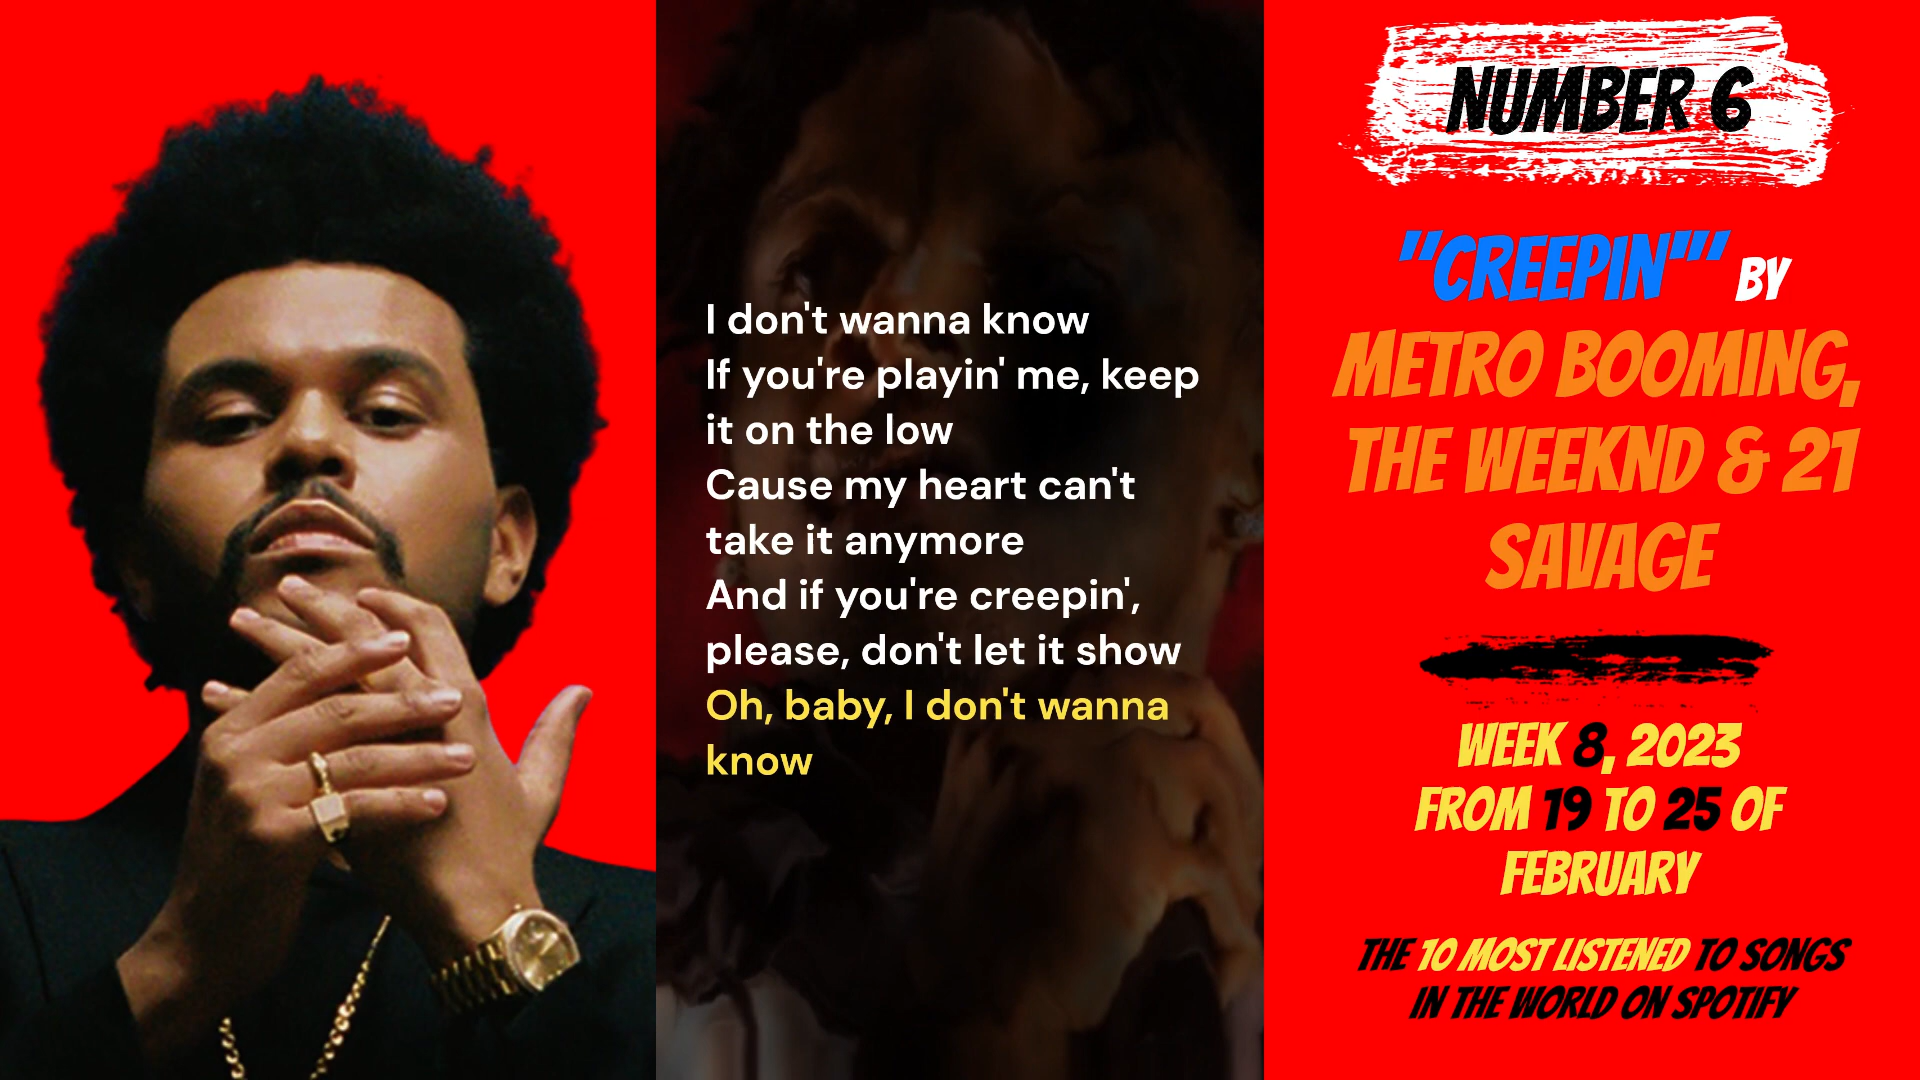 I don't wanna know
If you're playin' me, keep
it on the low
Cause my heart can't
take it anymore
And if you're creepin',
please, don't let it show
Oh, baby, I don't wanna
know
NUMBER 6
"CREEPIN'" BY
METRO BOOMING,
THE WEEKND & 21
SAVAGE
WEEK 8, 2023
FROM 19 TO 25 OF
FEBRUARY
THE 10 MOST LISTENED TO SONGS
IN THE WORLD ON SPOTIFY